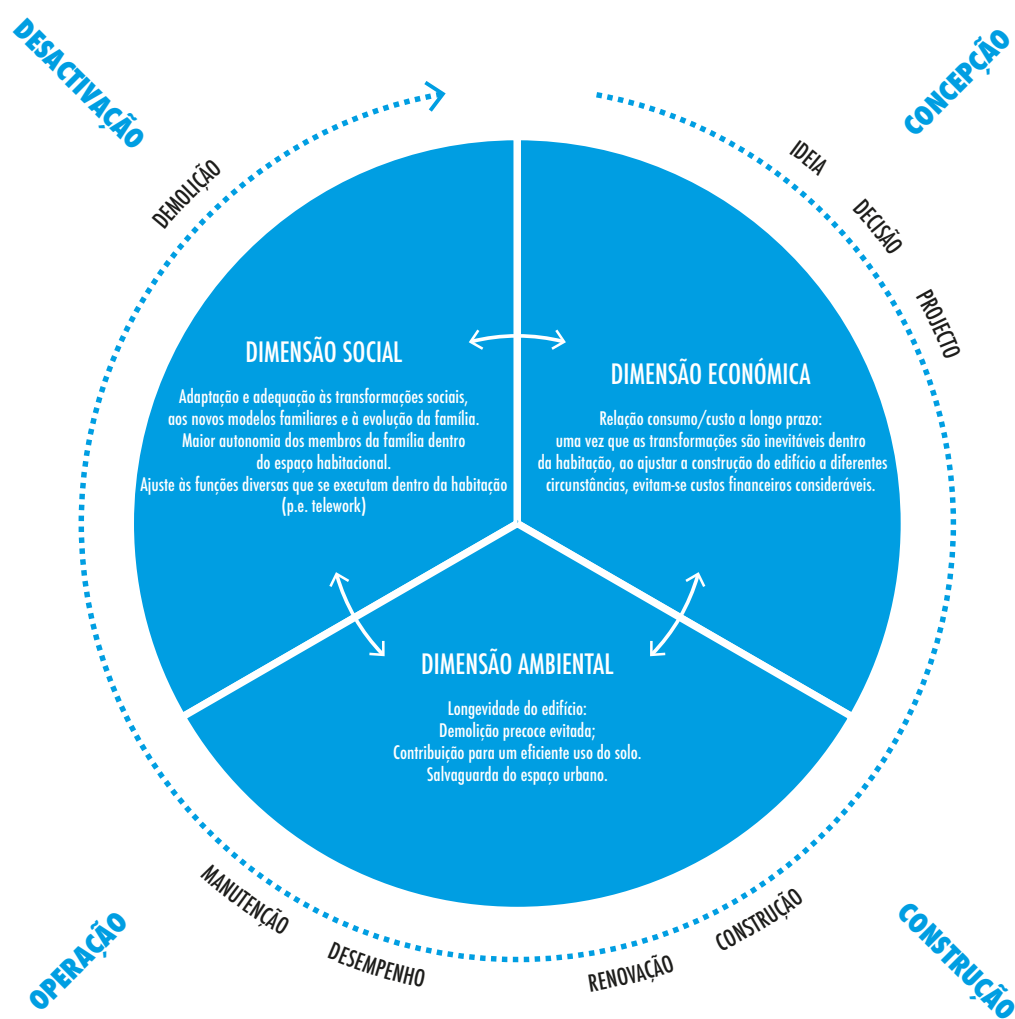 DESACTIVAÇÃO
CONCEPÇÃO
DEMOLIÇÃO
IDEIA
DECISÃO
PROJECTO
DIMENSÃO SOCIAL
Adaptação e adequação às transformações sociais,
aos novos modelos familiares e à evolução da família.
Maior autonomia dos membros da família dentro
do espaço habitacional.
Ajuste às funções diversas que se executam dentro da habitação
(p.e. telework)
DIMENSÃO ECONÓMICA
Relação consumo/custo a longo prazo:
uma vez que as transformações são inevitáveis dentro
da habitação, ao ajustar a construção do edifício a diferentes
circunstâncias, evitam-se custos financeiros consideráveis.
DIMENSÃO AMBIENTAL
Longevidade do edifício:
Demolição precoce evitada;
Contribuição para um eficiente uso do solo.
Salvaguarda do espaço urbano.
MANUTENÇÃO
DESEMPENHO
RENOVAÇÃO
CONSTRUÇÃO
OPERAÇÃO
CONSTRUÇÃO